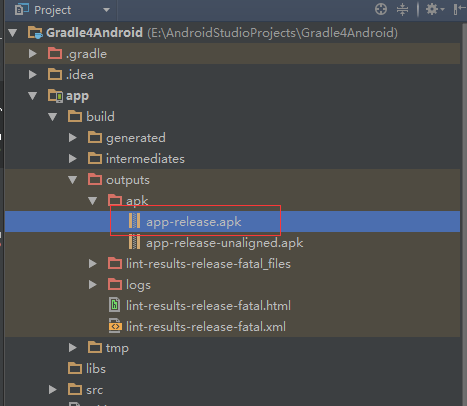 Project
Gradle4Android (E:\AndroidStudioProjects\Gradle4Android)
.gradle
.idea
app
build
generated
intermediates
outputs
apk
app-release.apk
app-release-unaligned.apk
lint-results-release-fatal_files
logs
lint-results-release-fatal.html
lint-results-release-fatal.xml
tmp
libs
src